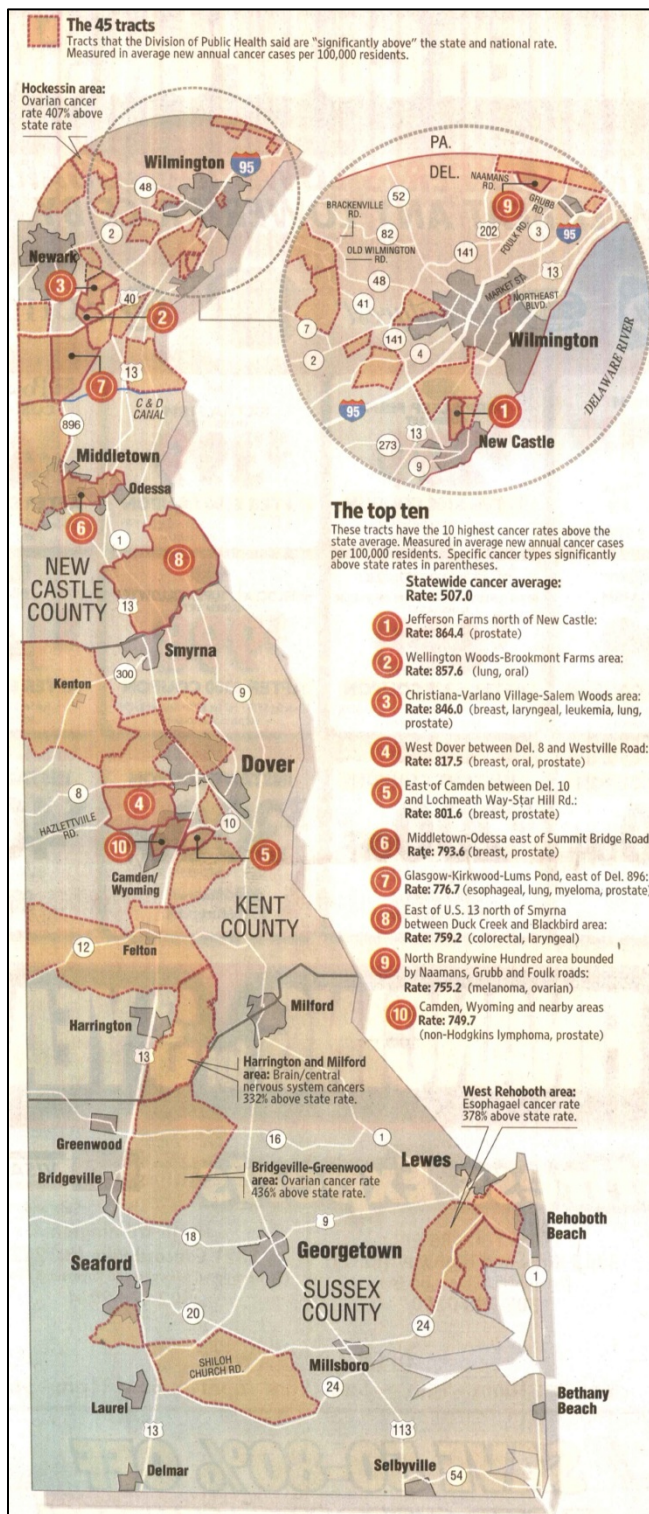 The 45 tracts
Tracts that the Division of Public Health said are “significantly above” the state and national rate.
Measured in average new annual cancer cases per 100,000 residents.
Hockessin area:
Ovarian cancer
rate 407% above
state rate
Wilmington
95
48
2
Newark
3
40
2
7
13
C & D
CANAL
896
Middletown
Odessa
6
1
8
NEW
CASTLE
COUNTY
13
Smyrna
300
Kenton
9
Dover
8
4
HAZLETTVIILE
RD.
10
10
5
Camden/
Wyoming
KENT
COUNTY
12
Felton
Harrington
13
Milford
Harrington and Milford
area: Brain/central
nervous system cancers
332% above state rate.
Greenwood
16
1
Bridgeville
Bridgeville-Greenwood
area: Ovarian cancer rate
436% above state rate.
West Rehoboth area:
Esophagael cancer rate
378% above state rate.
Lewes
Rehoboth
Beach
9
18
Georgetown
1
Seaford
SUSSEX
COUNTY
20
24
SHILOH
CHURCH RD.
Millsboro
24
Laurel
Bethany
Beach
13
113
Delmar
Selbyville
54
PA.
DEL.
NAAMANS
RD.
9
GRUBB
RD.
52
BRACKENVILLE
RD.
202
FOULK RD.
3
95
82
OLD WILMINGTON
RD.
141
13
48
MARKET ST.
NORTHEAST
BLVD.
41
7
141
Wilmington
2
4
DELAWARE RIVER
95
1
13
New Castle
273
9
The top ten
These tracts have the 10 highest cancer rates above the
state average. Measured in average new annual cancer cases
per 100,000 residents. Specific cancer types significantly
above state rates in parentheses.
Statewide cancer average:
Rate: 507.0
1 Jefferson Farms north of New Castle:
Rate: 864.4 (prostate)
2 Wellington Woods-Brookmont Farms area:
Rate: 857.6 (lung, oral)
3 Christiana-Varlano Village-Salem Woods area:
Rate: 846.0 (breast, laryngeal, leukemia, lung,
prostate)
4 West Dover between Del. 8 and Westville Road:
Rate: 817.5 (breast, oral, prostate)
5 East of Camden between Del. 10
and Lochmeath Way-Star Hill Rd.:
Rate: 801.6 (breast, prostate)
6 Middletown-Odessa east of Summit Bridge Road
Rate: 793.6 (breast, prostate)
7 Glasgow-Kirkwood-Lums Pond, east of Del. 896:
Rate: 776.7 (esophageal, lung, myeloma, prostate)
8 East of U.S. 13 north of Smyrna
between Duck Creek and Blackbird area:
Rate: 759.2 (colorectal, laryngeal)
9 North Brandywine Hundred area bounded
by Naamans, Grubb and Foulk roads:
Rate: 755.2 (melanoma, ovarian)
10 Camden, Wyoming and nearby areas
Rate: 749.7
(non-Hodgkins lymphoma, prostate)